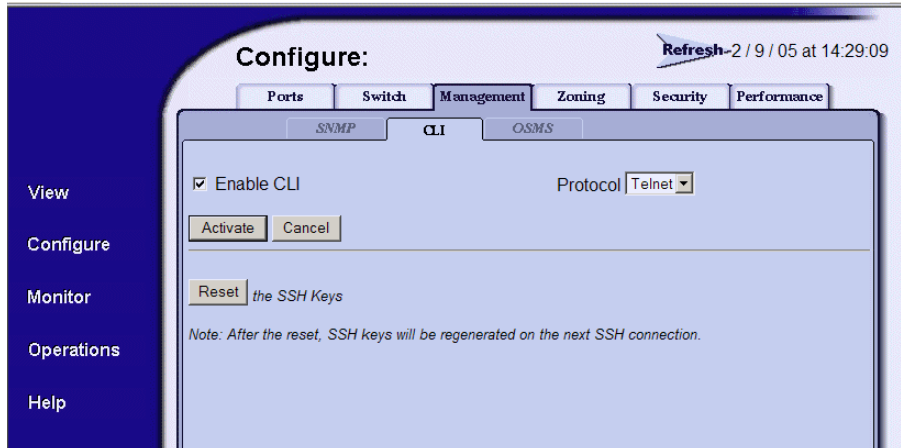 Configure:
Refresh-2 / 9 / 05 at 14:29:09
Ports Switch Management Zoning Security Performance
SNMP CLI OSMS
Enable CLI Protocol Telnet
Activate Cancel
Reset the SSH Keys
Note: After the reset, SSH keys will be regenerated on the next SSH connection.
View
Configure
Monitor
Operations
Help